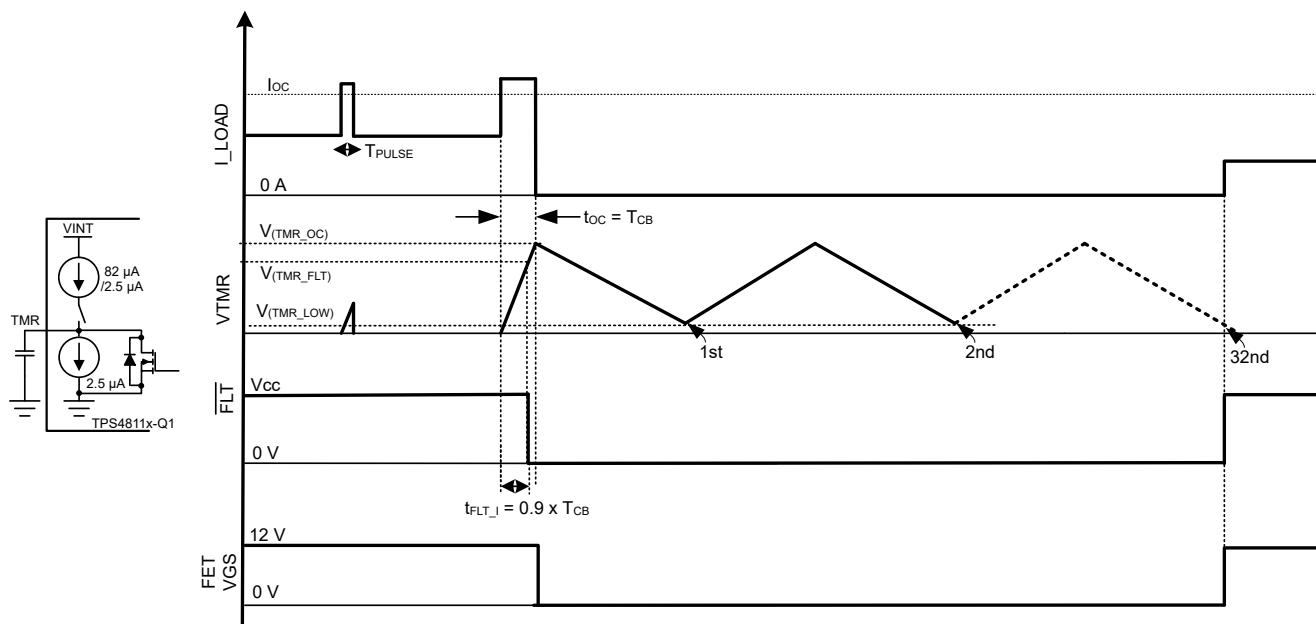 I_LOAD
IOC
TPULSE
0 A
tOC = TCB
VTMR
V(TMR_OC)
V(TMR_FLT)
V(TMR_LOW)
1st
2nd
32nd
VINT
82 µA
/2.5 µA
TMR
2.5 µA
TPS4811x-Q1
FLT
Vcc
0 V
tFLT_I = 0.9 x TCB
FET
VGS
12 V
0 V